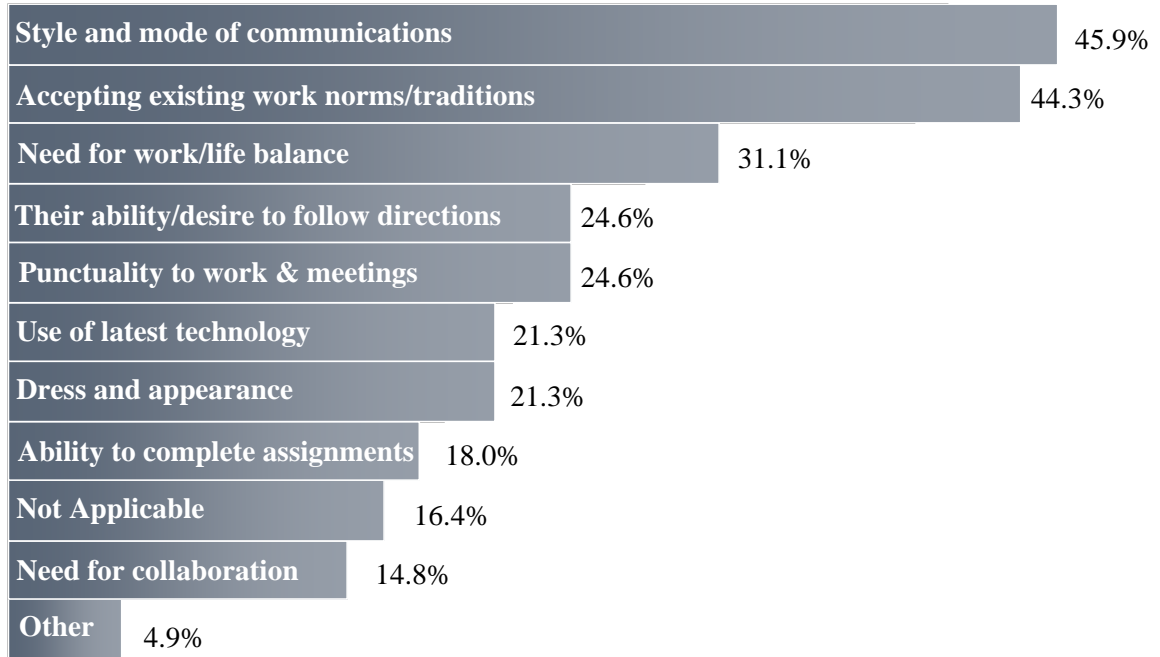 Style and mode of communications 45.9%
Accepting existing work norms/traditions 44.3%
Need for work/life balance 31.1%
Their ability/desire to follow directions 24.6%
Punctuality to work & meetings 24.6%
Use of latest technology 21.3%
Dress and appearance 21.3%
Ability to complete assignments 18.0%
Not Applicable 16.4%
Need for collaboration 14.8%
Other 4.9%